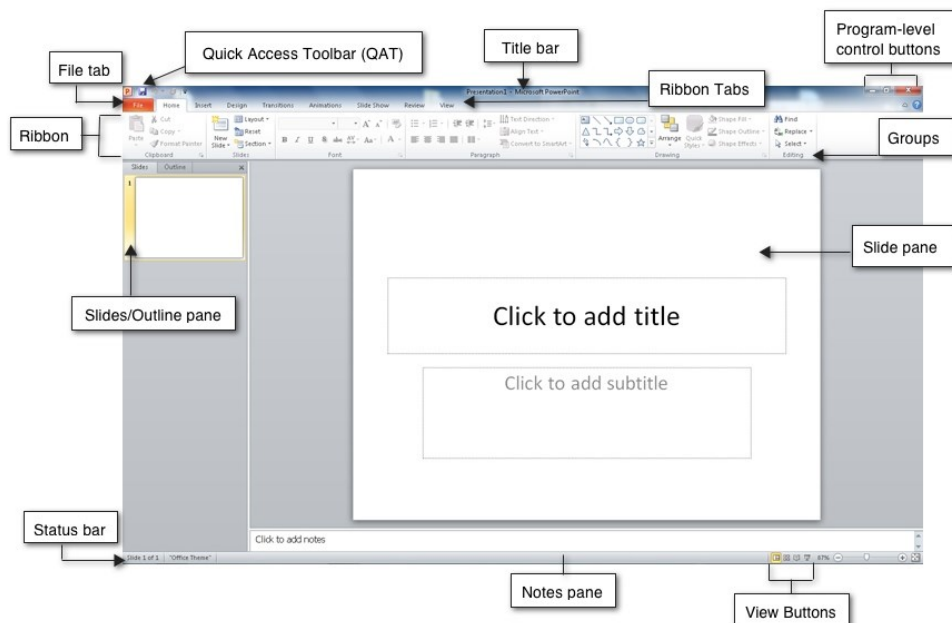 Program-level
control buttons
Quick Access Toolbar (QAT)
Title bar
File tab
Presentation1 - Microsoft PowerPoint
Ribbon Tabs
File Home Insert Design Transitions Animations Slide Show Review View
Ribbon
Paste
Cut
Copy
Format Painter
Clipboard
New
Slide
Layout
Reset
Section
Slides
B I U S abc AV Aa A
Font
Text Direction
Align Text
Convert to SmartArt
Paragraph
Arrange
Quick
Styles
Shape Fill
Shape Outline
Shape Effects
Drawing
Find
Replace
Select
Editing
Groups
Slides Outline
1
Slide pane
Slides/Outline pane
Click to add title
Click to add subtitle
Status bar
Click to add notes
Slide 1 of 1 "Office Theme"
67%
Notes pane
View Buttons